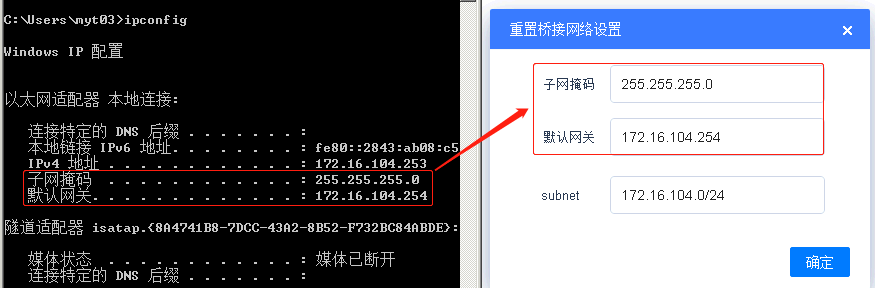 C:\Users\myt03>ipconfig
Windows IP 配置
以太网适配器 本地连接:
连接特定的 DNS 后缀 . . . . . . . :
本地链接 IPv6 地址. . . . . . . . : fe80::2843:ab08:c5
IPv4 地址 . . . . . . . . . . . . : 172.16.104.253
子网掩码 . . . . . . . . . . . . : 255.255.255.0
默认网关. . . . . . . . . . . . . : 172.16.104.254
隧道适配器 isatap.{8A4741B8-7DCC-43A2-8B52-F732BC84ABDE}:
媒体状态 . . . . . . . . . . . . : 媒体已断开
连接特定的 DNS 后缀 . . . . . . . :
重置桥接网络设置 ×
子网掩码 255.255.255.0
默认网关 172.16.104.254
subnet 172.16.104.0/24
确定